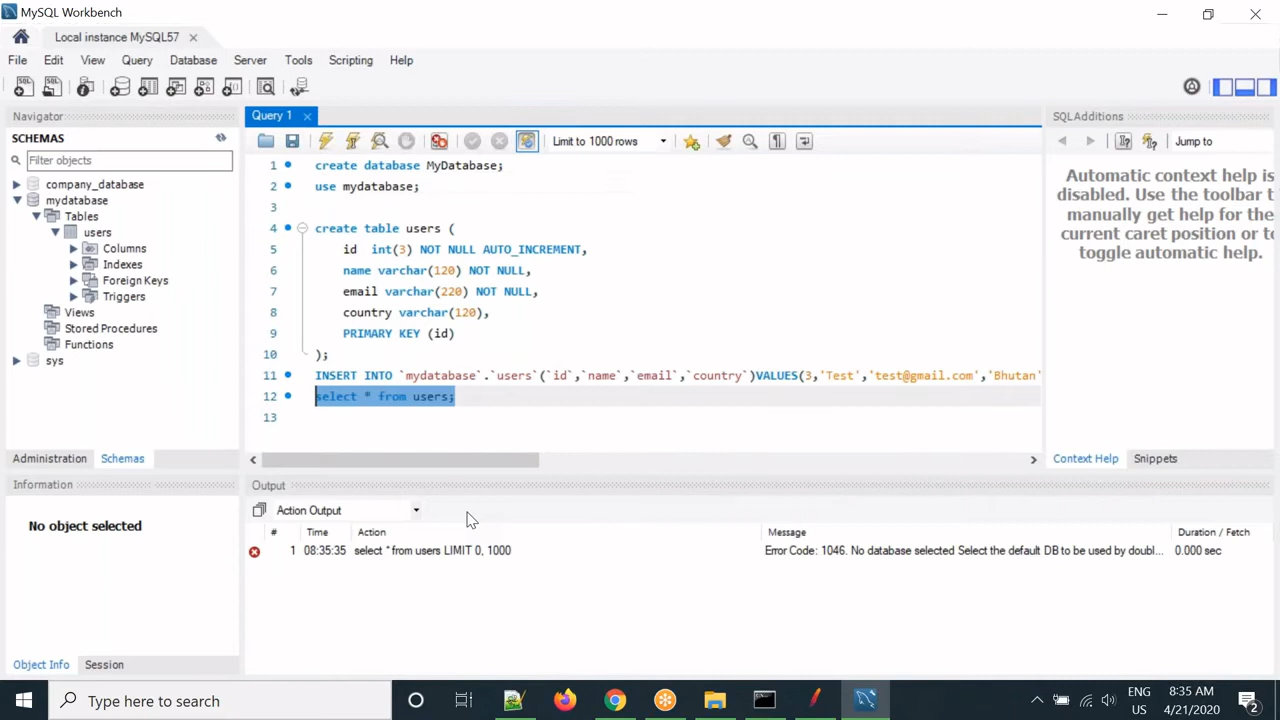 MySQL Workbench
Local instance MySQL57
File Edit View Query Database Server Tools Scripting Help
Navigator
SCHEMAS
Filter objects
company_database
mydatabase
Tables
users
Columns
Indexes
Foreign Keys
Triggers
Views
Stored Procedures
Functions
sys
Administration Schemas
Information
No object selected
Object Info Session
Query 1
Limit to 1000 rows
1 create database MyDatabase;
2 use mydatabase;
3
4 create table users (
5 id int(3) NOT NULL AUTO_INCREMENT,
6 name varchar(120) NOT NULL,
7 email varchar(220) NOT NULL,
8 country varchar(120),
9 PRIMARY KEY (id)
10 );
11 INSERT INTO `mydatabase`.`users`(`id`,`name`,`email`,`country`)VALUES(3,'Test','test@gmail.com','Bhutan'
12 select * from users;
13
SQLAdditions
Jump to
Automatic context help is
disabled. Use the toolbar t
manually get help for the
current caret position or to
toggle automatic help.
Context Help Snippets
Output
Action Output
# Time Action Message Duration / Fetch
1 08:35:35 select * from users LIMIT 0, 1000 Error Code: 1046. No database selected Select the default DB to be used by doubl... 0.000 sec
Type here to search
ENG
US
8:35 AM
4/21/2020
2